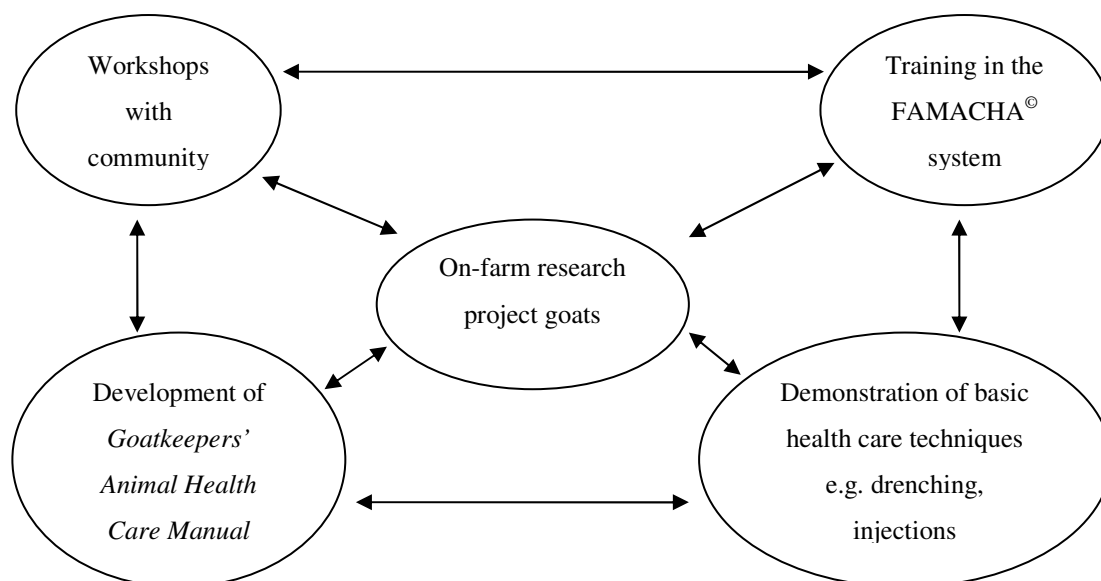 Workshops
with
community
Training in the
FAMACHA©
system
On-farm research
project goats
Development of
Goatkeepers’
Animal Health
Care Manual
Demonstration of basic
health care techniques
e.g. drenching,
injections